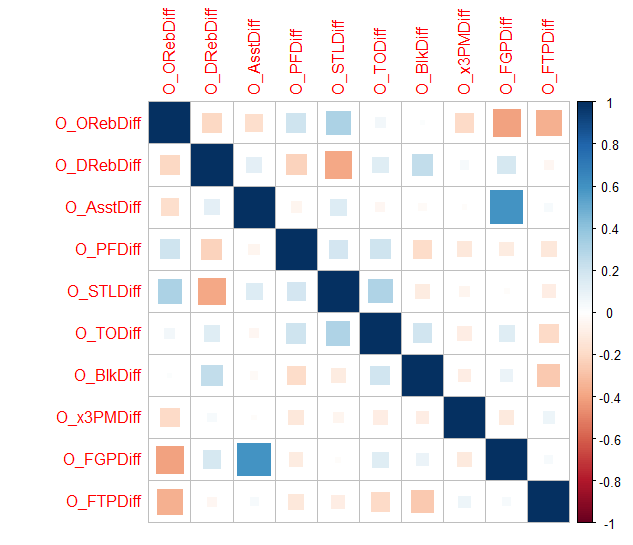 O_ORebDiff
O_DRebDiff
O_AsstDiff
O_PFDiff
O_STLDiff
O_TODiff
O_BlkDiff
O_x3PMDiff
O_FGPDiff
O_FTPDiff
O_ORebDiff
O_DRebDiff
O_AsstDiff
O_PFDiff
O_STLDiff
O_TODiff
O_BlkDiff
O_x3PMDiff
O_FGPDiff
O_FTPDiff
1
0.8
0.6
0.4
0.2
0
-0.2
-0.4
-0.6
-0.8
-1